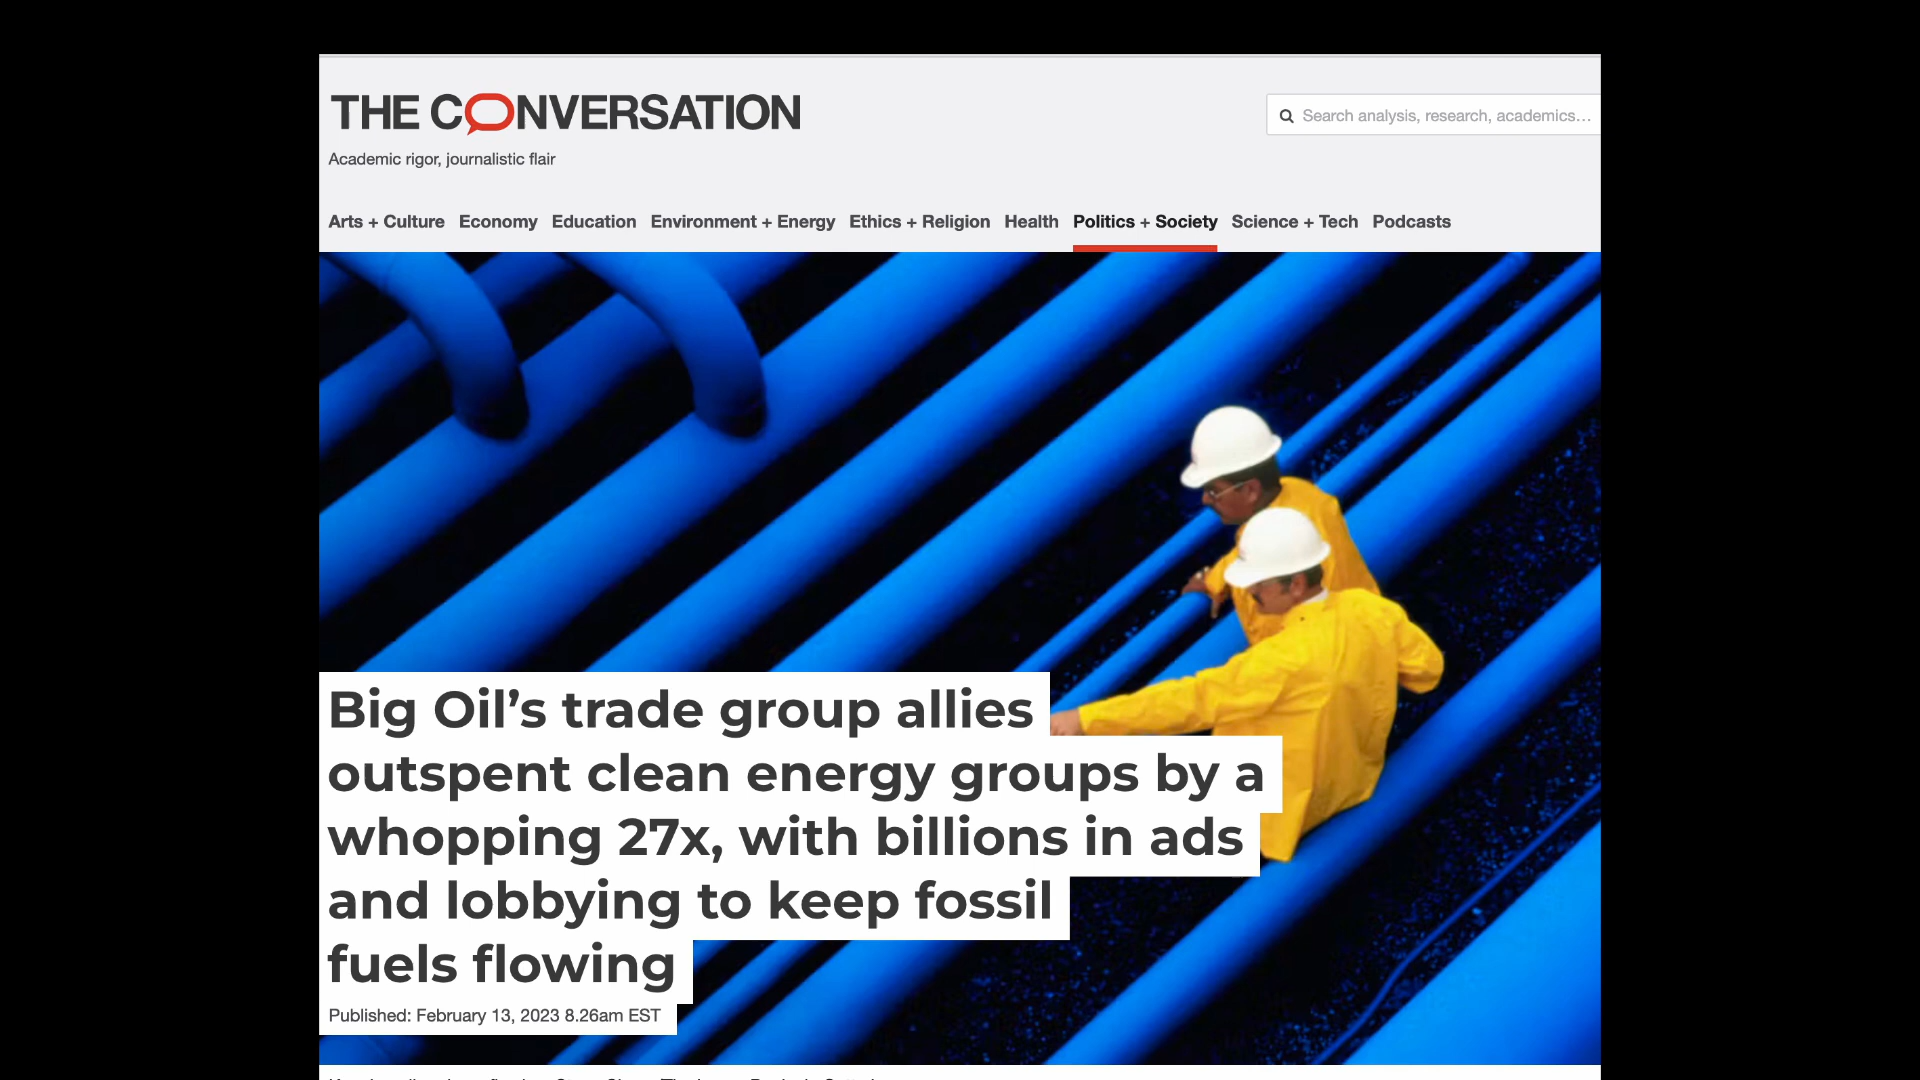 THE CONVERSATION
Search analysis, research, academics...
Academic rigor, journalistic flair
Arts + Culture Economy Education Environment + Energy Ethics + Religion Health Politics + Society Science + Tech Podcasts
Big Oil’s trade group allies
outspent clean energy groups by a
whopping 27x, with billions in ads
and lobbying to keep fossil
fuels flowing
Published: February 13, 2023 8.26am EST